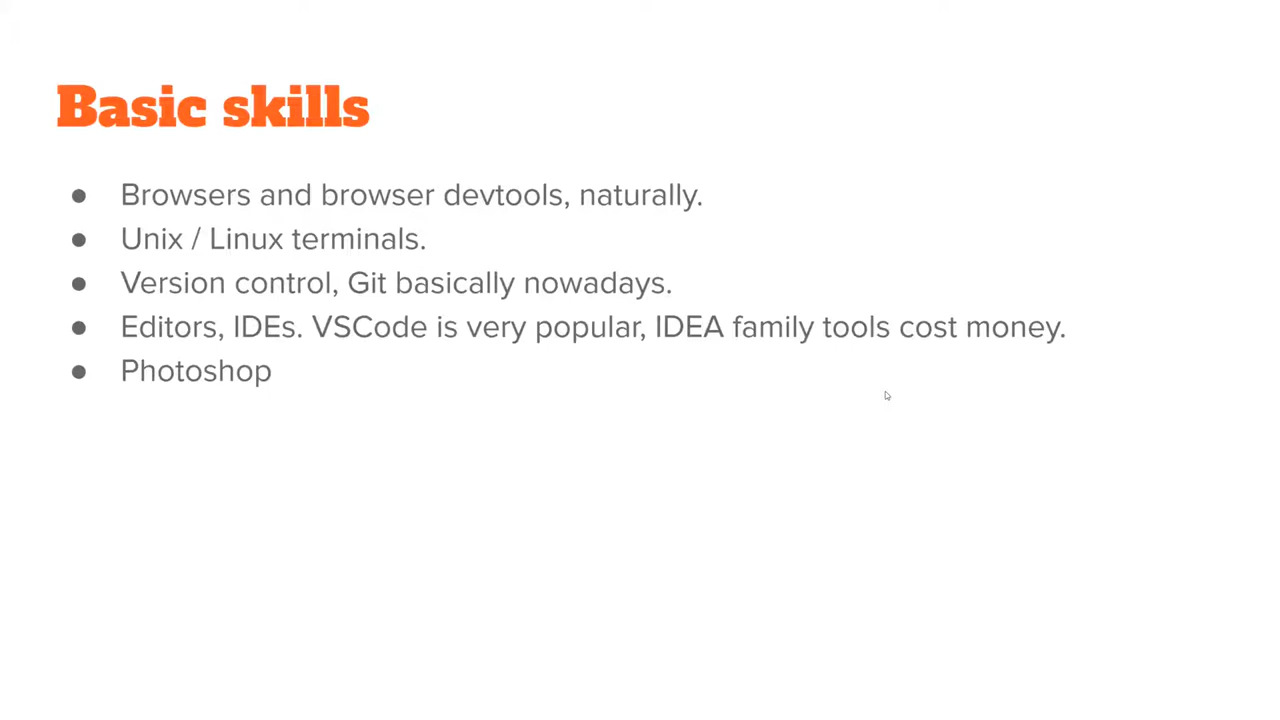 Basic skills
● Browsers and browser devtools, naturally.
● Unix / Linux terminals.
● Version control, Git basically nowadays.
● Editors, IDEs. VSCode is very popular, IDEA family tools cost money.
● Photoshop